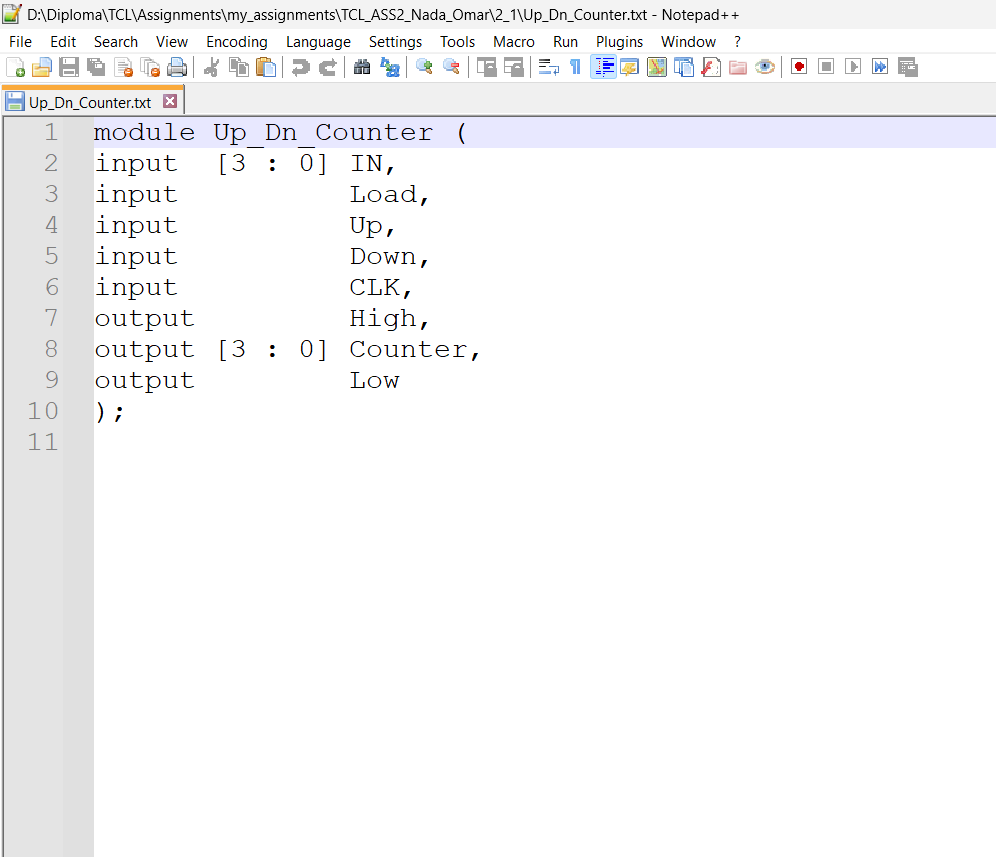 D:\Diploma\TCL\Assignments\my_assignments\TCL_ASS2_Nada_Omar\2_1\Up_Dn_Counter.txt - Notepad++
File Edit Search View Encoding Language Settings Tools Macro Run Plugins Window ?
Up_Dn_Counter.txt
1 module Up_Dn_Counter (
2 input  [3 : 0] IN,
3 input          Load,
4 input          Up,
5 input          Down,
6 input          CLK,
7 output         High,
8 output [3 : 0] Counter,
9 output         Low
10 );
11